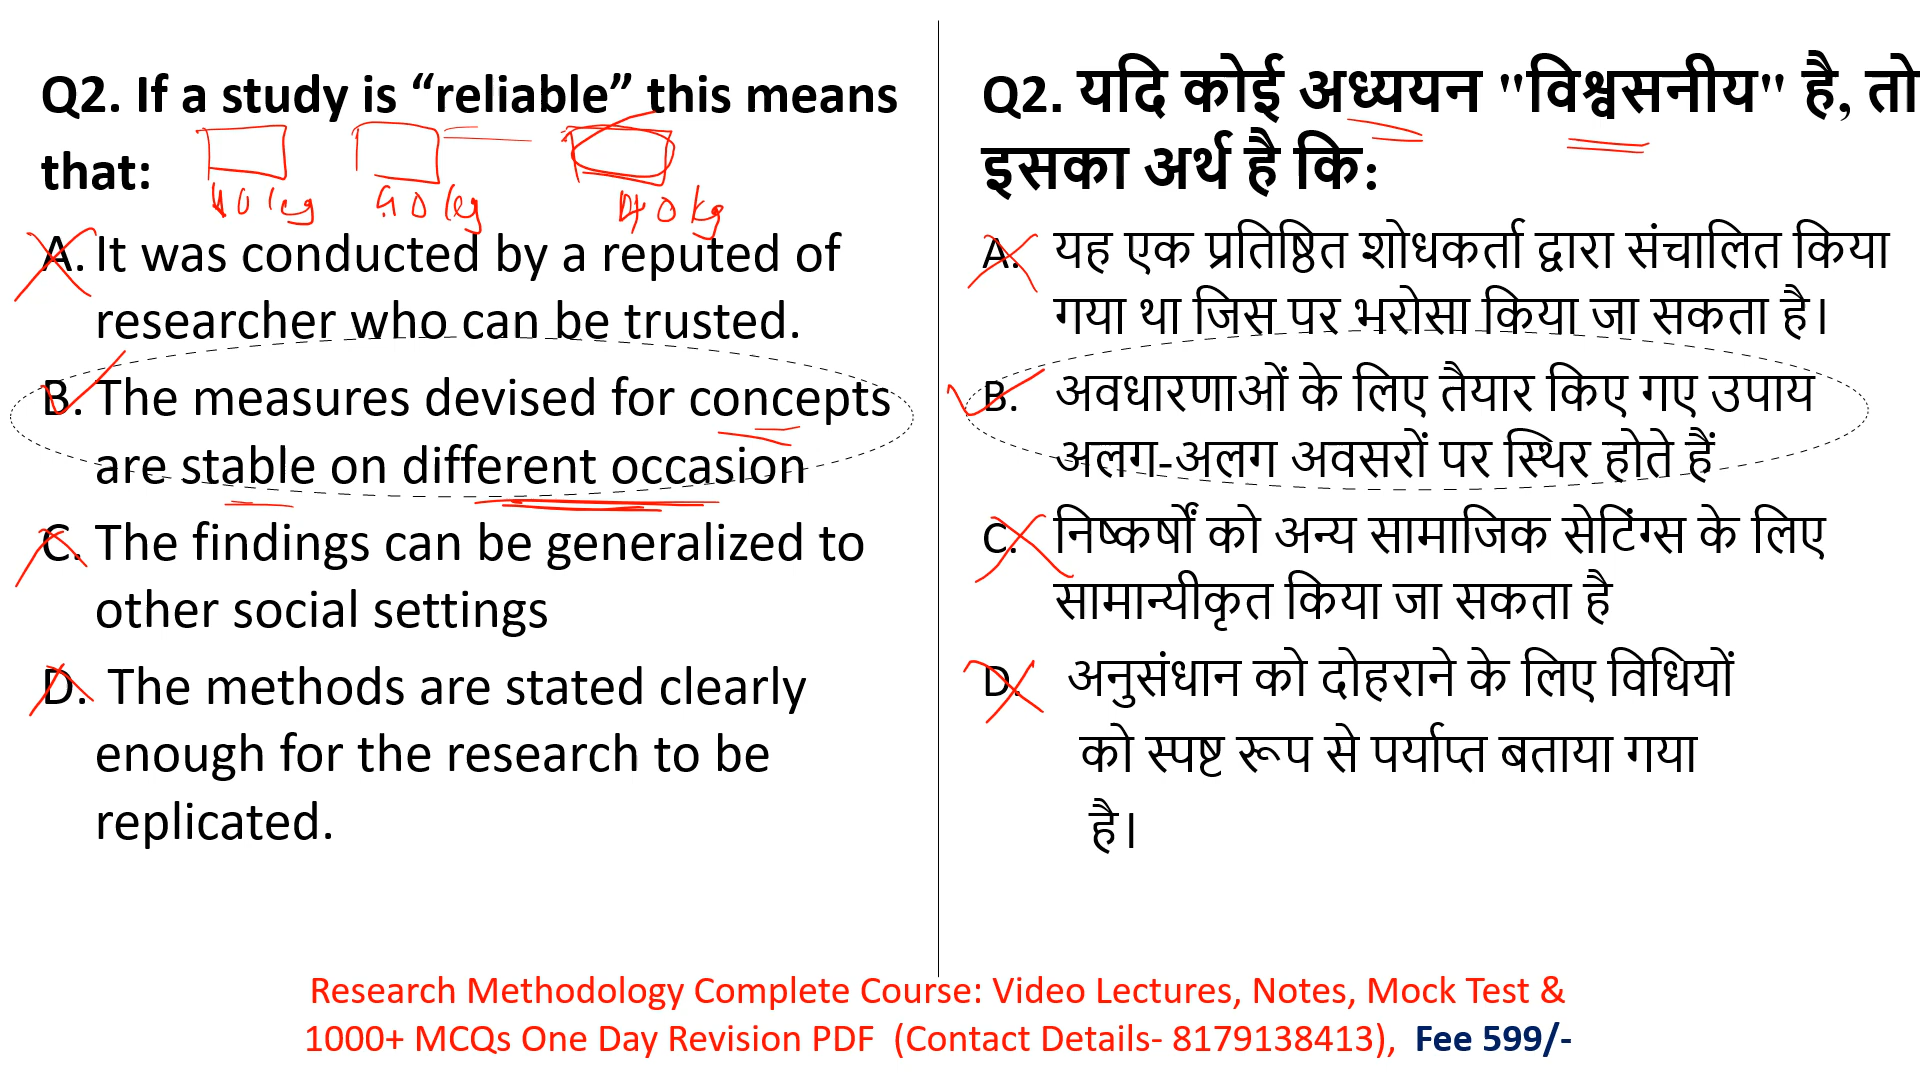 Q2. If a study is “reliable” this means
that:
40 kg 40 kg 40 kg
A. It was conducted by a reputed of
researcher who can be trusted.
B. The measures devised for concepts
are stable on different occasion
C. The findings can be generalized to
other social settings
D. The methods are stated clearly
enough for the research to be
replicated.
Q2. यदि कोई अध्ययन "विश्वसनीय" है, तो
इसका अर्थ है कि:
A. यह एक प्रतिष्ठित शोधकर्ता द्वारा संचालित किया
गया था जिस पर भरोसा किया जा सकता है।
B. अवधारणाओं के लिए तैयार किए गए उपाय
अलग-अलग अवसरों पर स्थिर होते हैं
C. निष्कर्षों को अन्य सामाजिक सेटिंग्स के लिए
सामान्यीकृत किया जा सकता है
D. अनुसंधान को दोहराने के लिए विधियों
को स्पष्ट रूप से पर्याप्त बताया गया
है।
Research Methodology Complete Course: Video Lectures, Notes, Mock Test &
1000+ MCQs One Day Revision PDF (Contact Details- 8179138413), Fee 599/-